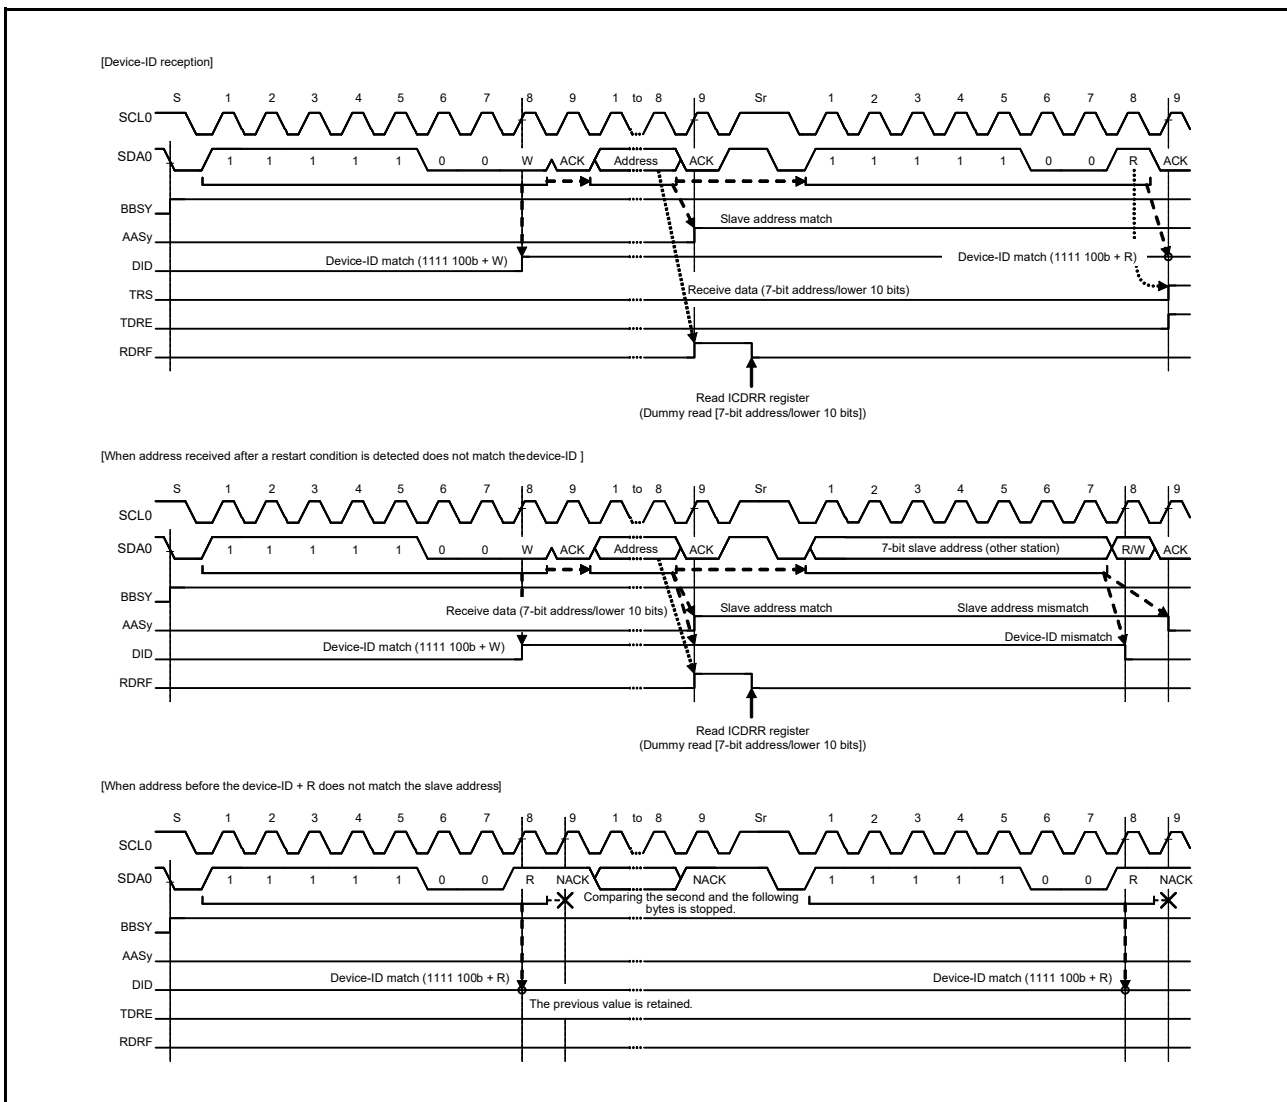 [Device-ID reception]
S 1 2 3 4 5 6 7 8 9 1 to 8 9 Sr 1 2 3 4 5 6 7 8 9
SCL0
SDA0 1 1 1 1 1 0 0 W ACK Address ACK 1 1 1 1 1 0 0 R ACK
BBSY
Slave address match
AASy
Device-ID match (1111 100b + W) Device-ID match (1111 100b + R)
DID
Receive data (7-bit address/lower 10 bits)
TRS
TDRE
RDRF
Read ICDRR register
(Dummy read [7-bit address/lower 10 bits])
[When address received after a restart condition is detected does not match thedevice-ID ]
S 1 2 3 4 5 6 7 8 9 1 to 8 9 Sr 1 2 3 4 5 6 7 8 9
SCL0
SDA0 1 1 1 1 1 0 0 W ACK Address ACK 7-bit slave address (other station) R/W ACK
BBSY
Receive data (7-bit address/lower 10 bits) Slave address match Slave address mismatch
AASy
Device-ID match (1111 100b + W) Device-ID mismatch
DID
RDRF
Read ICDRR register
(Dummy read [7-bit address/lower 10 bits])
[When address before the device-ID + R does not match the slave address]
S 1 2 3 4 5 6 7 8 9 1 to 8 9 Sr 1 2 3 4 5 6 7 8 9
SCL0
SDA0 1 1 1 1 1 0 0 R NACK NACK 1 1 1 1 1 0 0 R NACK
Comparing the second and the following
bytes is stopped.
BBSY
AASy
Device-ID match (1111 100b + R) Device-ID match (1111 100b + R)
DID
The previous value is retained.
TDRE
RDRF